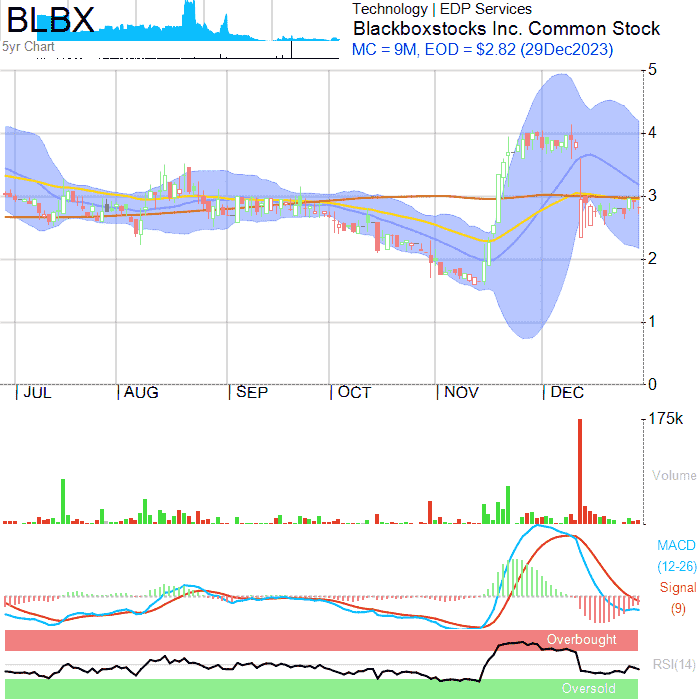 BLBX
5yr Chart
Technology | EDP Services
Blackboxstocks Inc. Common Stock
MC = 9M, EOD = $2.82 (29Dec2023)
5
4
3
2
1
0
JUL
AUG
SEP
OCT
NOV
DEC
175k
Volume
MACD
(12-26)
Signal
(9)
Overbought
RSI(14)
Oversold